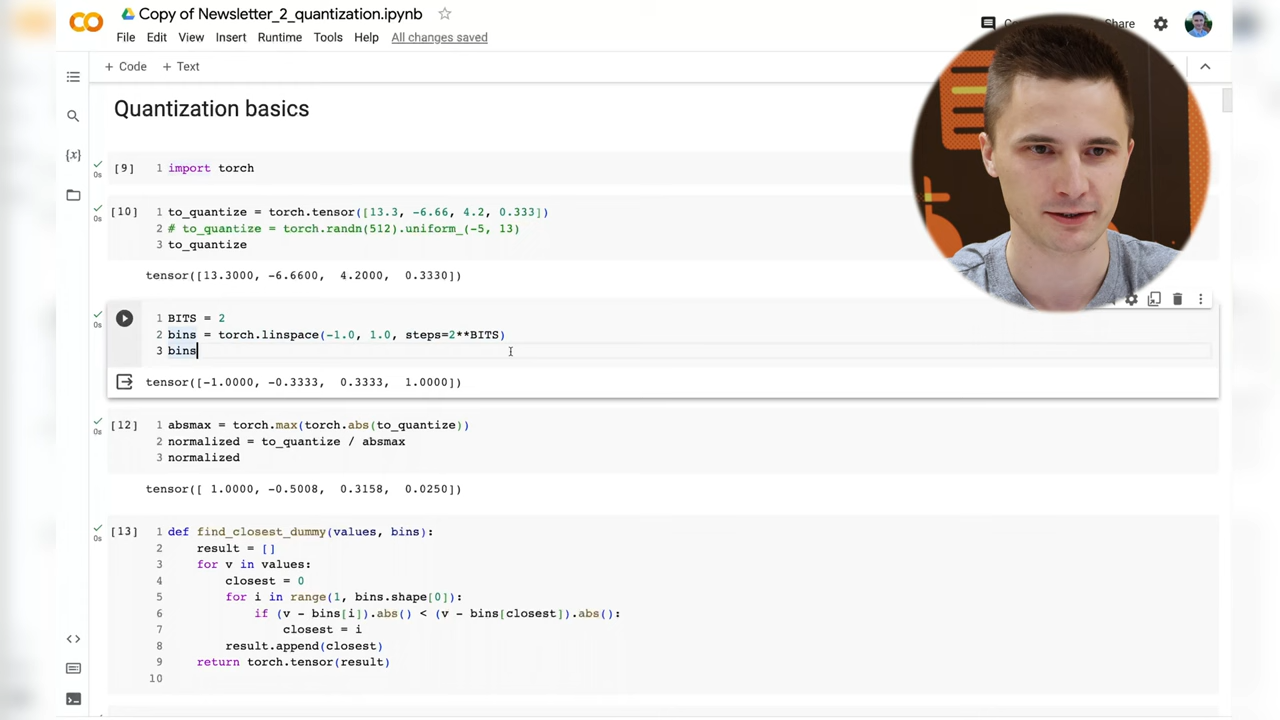 Copy of Newsletter_2_quantization.ipynb
File Edit View Insert Runtime Tools Help All changes saved
Share
+ Code + Text
Quantization basics
[9] 1 import torch
0s
[10] 1 to_quantize = torch.tensor([13.3, -6.66, 4.2, 0.333])
0s
2 # to_quantize = torch.randn(512).uniform_(-5, 13)
3 to_quantize
tensor([13.3000, -6.6600, 4.2000, 0.3330])
1 BITS = 2
0s
2 bins = torch.linspace(-1.0, 1.0, steps=2**BITS)
3 bins
tensor([-1.0000, -0.3333, 0.3333, 1.0000])
[12] 1 absmax = torch.max(torch.abs(to_quantize))
0s
2 normalized = to_quantize / absmax
3 normalized
tensor([ 1.0000, -0.5008, 0.3158, 0.0250])
[13] 1 def find_closest_dummy(values, bins):
0s
2 result = []
3 for v in values:
4 closest = 0
5 for i in range(1, bins.shape[0]):
6 if (v - bins[i]).abs() < (v - bins[closest]).abs():
7 closest = i
8 result.append(closest)
9 return torch.tensor(result)
10